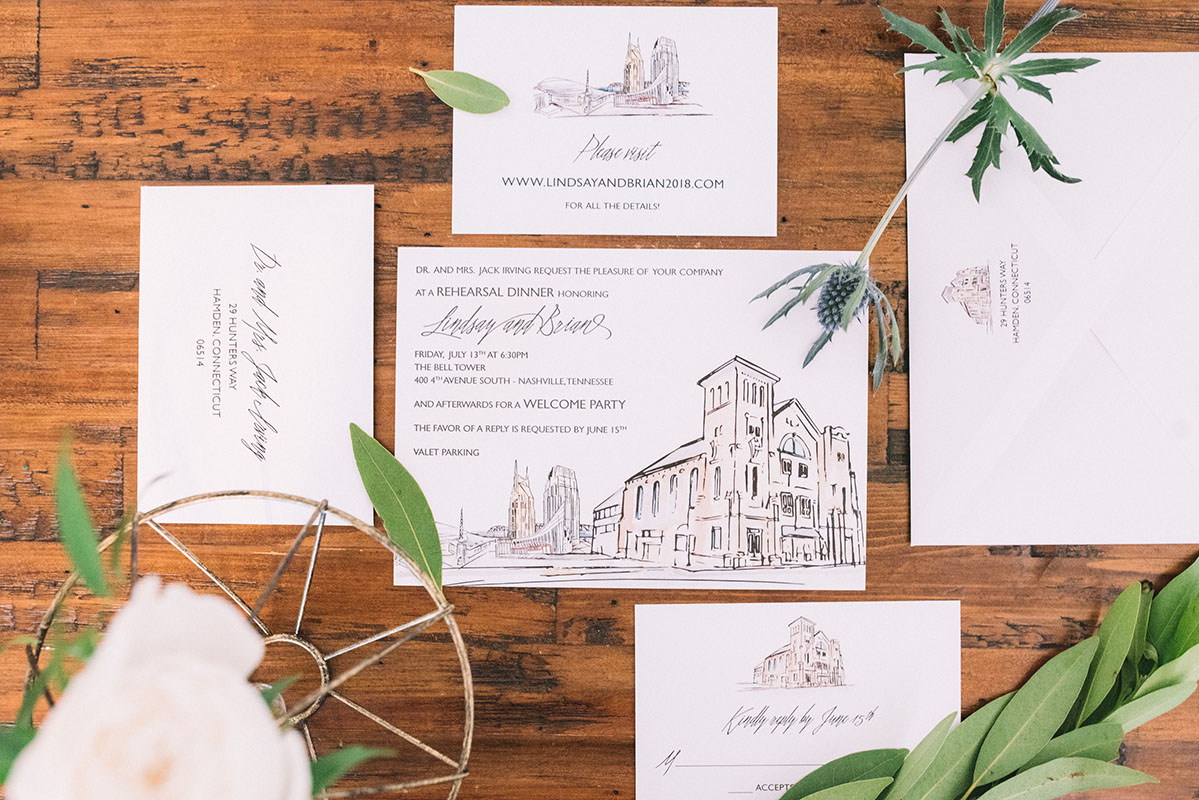 Please visit
WWW.LINDSAYANDBRIAN2018.COM
FOR ALL THE DETAILS!
Dr. and Mrs. Jack Irving
29 HUNTERS WAY
HAMDEN, CONNECTICUT
06514
DR. AND MRS. JACK IRVING REQUEST THE PLEASURE OF YOUR COMPANY
AT A REHEARSAL DINNER HONORING
Lindsay and Brian
FRIDAY, JULY 13TH AT 6:30PM
THE BELL TOWER
400 4TH AVENUE SOUTH - NASHVILLE, TENNESSEE
AND AFTERWARDS FOR A WELCOME PARTY
THE FAVOR OF A REPLY IS REQUESTED BY JUNE 15TH
VALET PARKING
29 HUNTERS WAY
HAMDEN, CONNECTICUT
06514
Kindly reply by June 15th
M
ACCEPTS